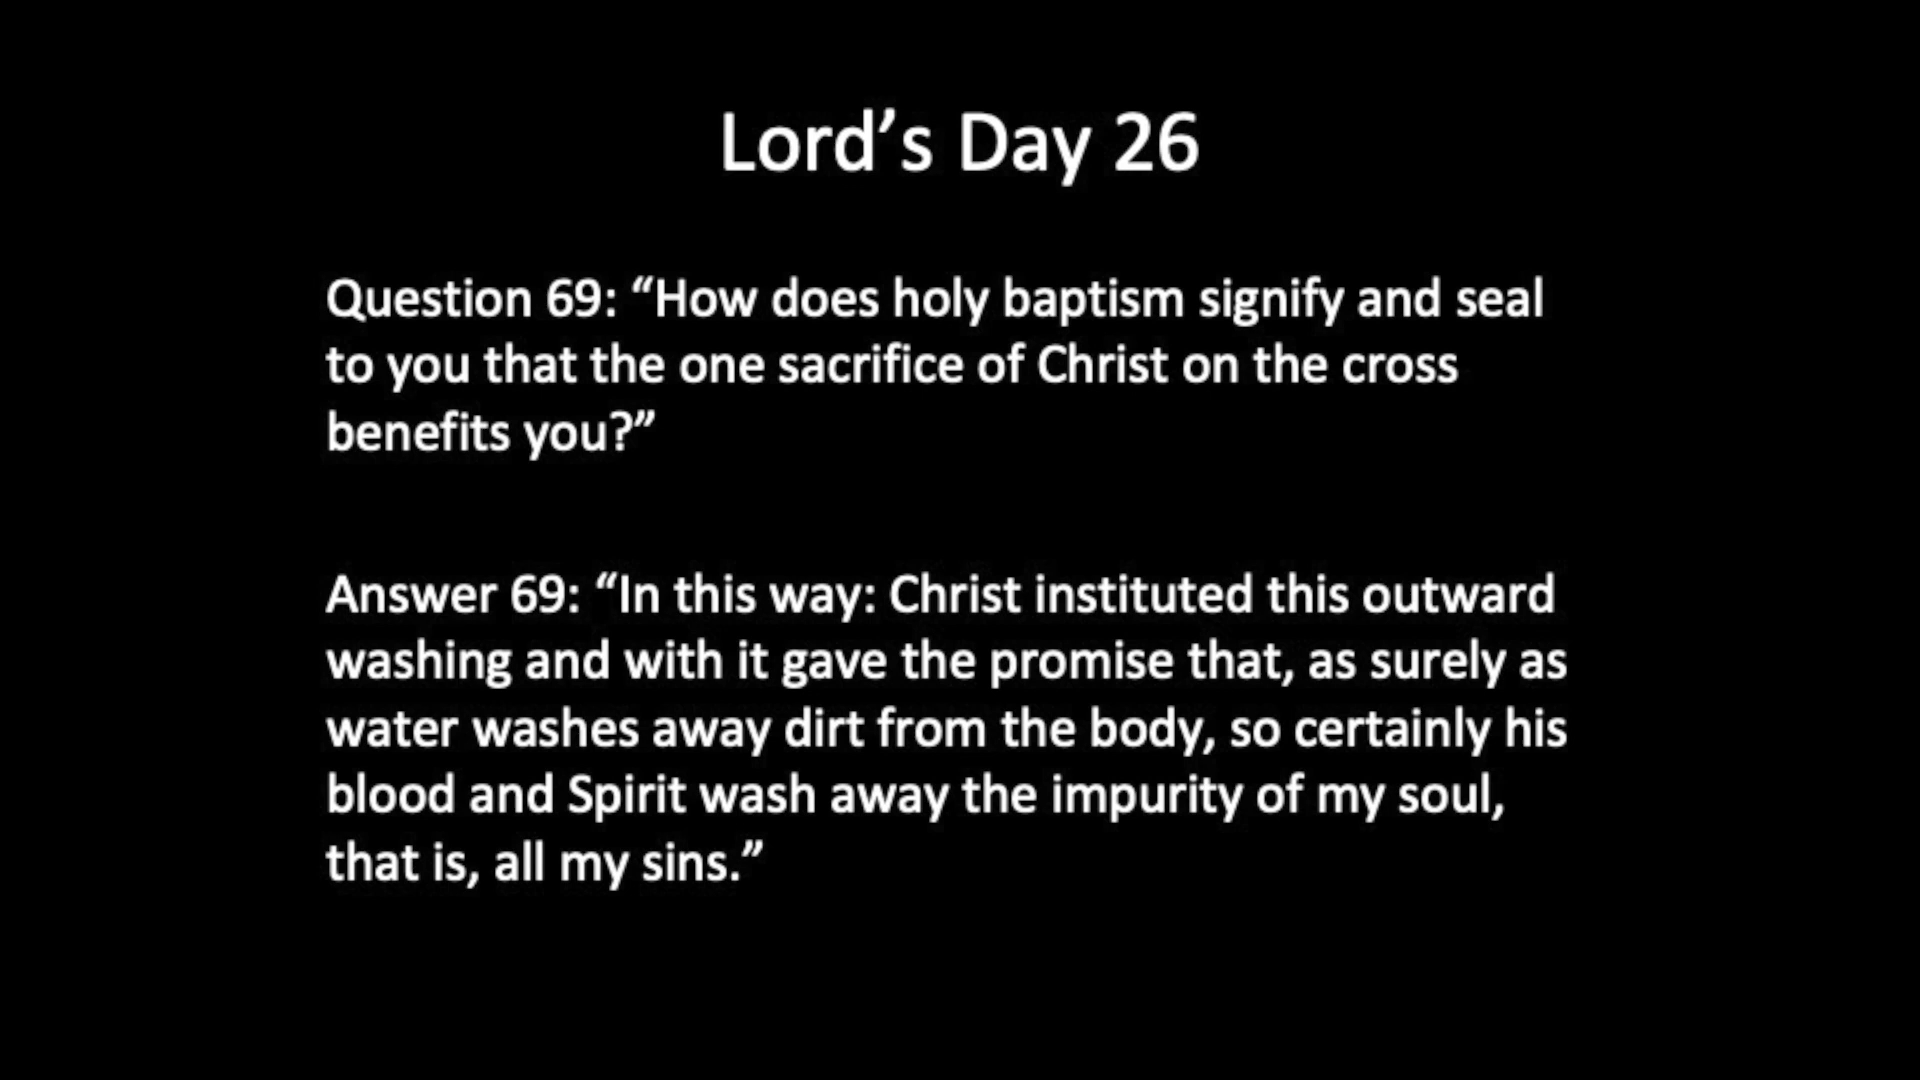 Lord’s Day 26
Question 69: “How does holy baptism signify and seal
to you that the one sacrifice of Christ on the cross
benefits you?”
Answer 69: “In this way: Christ instituted this outward
washing and with it gave the promise that, as surely as
water washes away dirt from the body, so certainly his
blood and Spirit wash away the impurity of my soul,
that is, all my sins.”